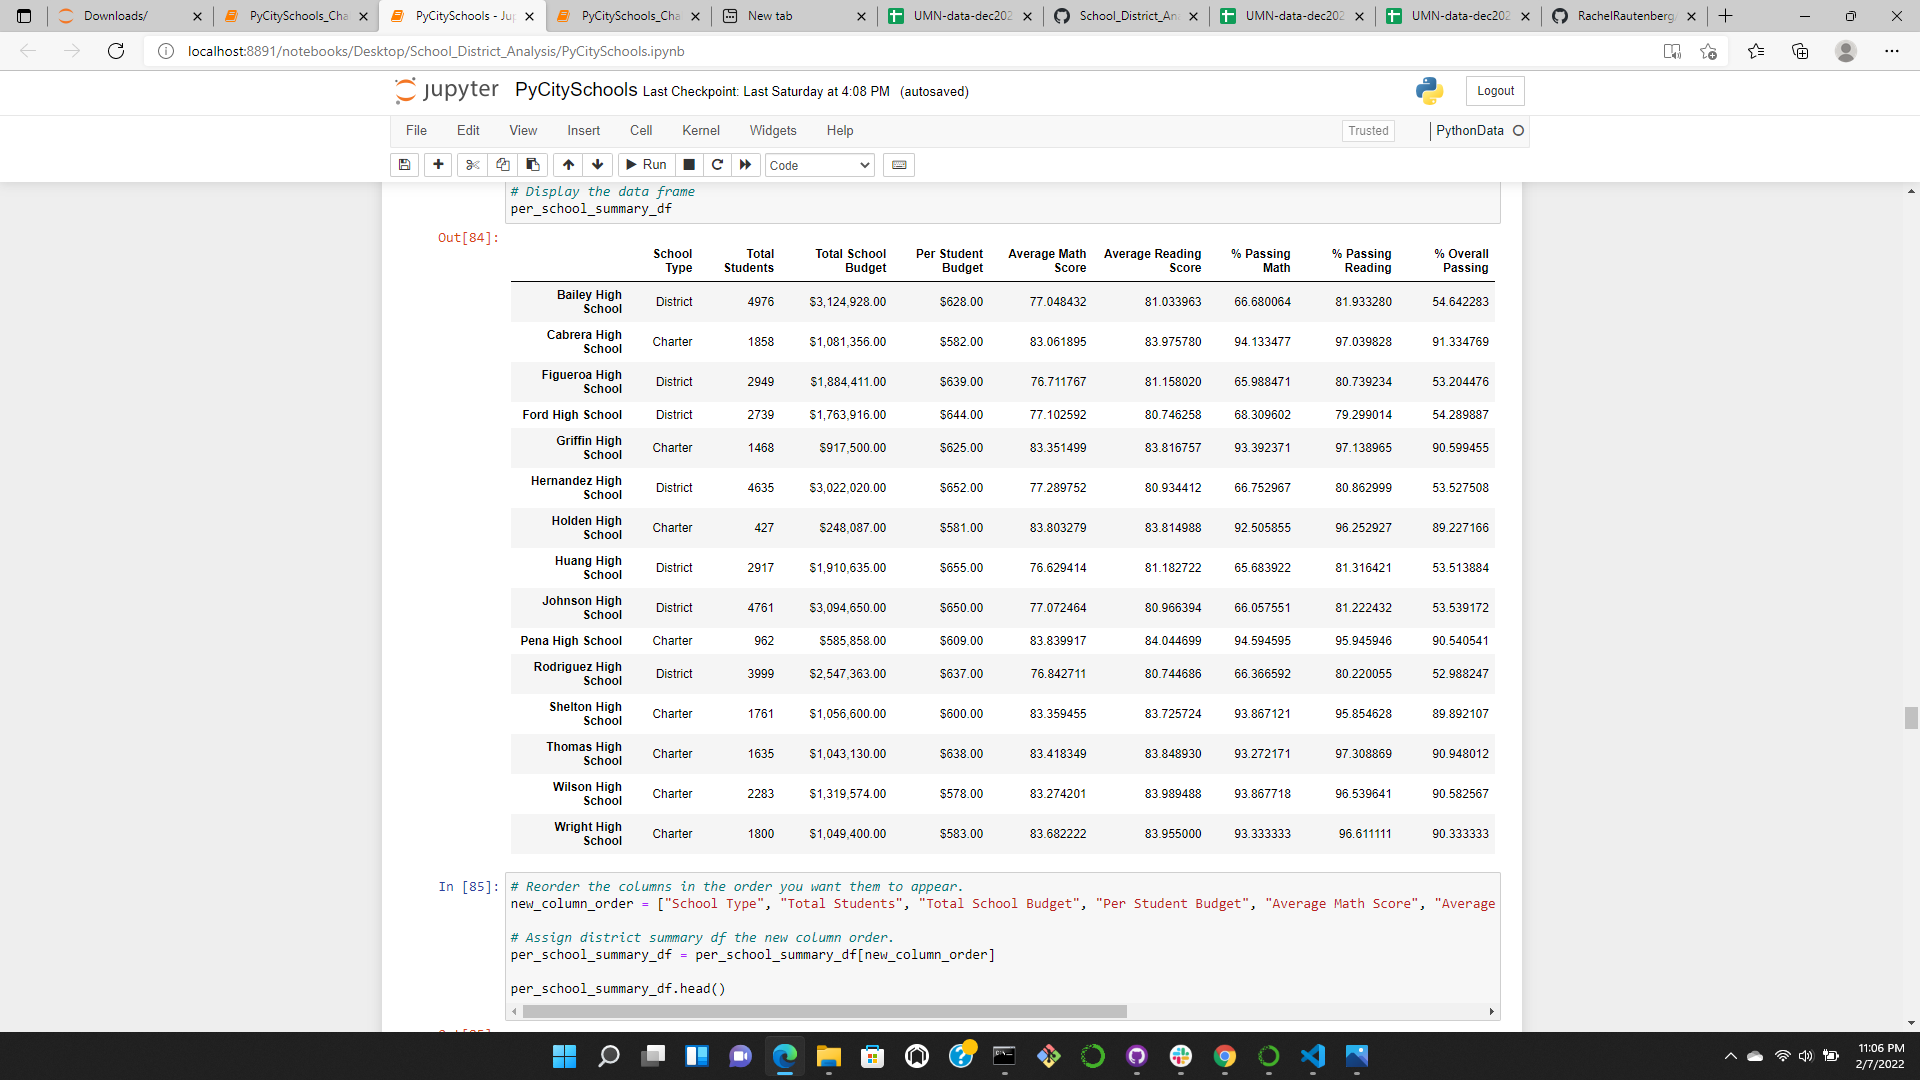 Downloads/
PyCitySchools_Cha
PyCitySchools - Ju
PyCitySchools_Cha
New tab
UMN-data-dec202
School_District_An
UMN-data-dec202
UMN-data-dec202
RachelRautenberg
localhost:8891/notebooks/Desktop/School_District_Analysis/PyCitySchools.ipynb
jupyter PyCitySchools Last Checkpoint: Last Saturday at 4:08 PM (autosaved)
Logout
File Edit View Insert Cell Kernel Widgets Help
Trusted
PythonData
Run
Code
# Display the data frame
per_school_summary_df
Out[84]:
School Type Total Students Total School Budget Per Student Budget Average Math Score Average Reading Score % Passing Math % Passing Reading % Overall Passing
Bailey High School District 4976 $3,124,928.00 $628.00 77.048432 81.033963 66.680064 81.933280 54.642283
Cabrera High School Charter 1858 $1,081,356.00 $582.00 83.061895 83.975780 94.133477 97.039828 91.334769
Figueroa High School District 2949 $1,884,411.00 $639.00 76.711767 81.158020 65.988471 80.739234 53.204476
Ford High School District 2739 $1,763,916.00 $644.00 77.102592 80.746258 68.309602 79.299014 54.289887
Griffin High School Charter 1468 $917,500.00 $625.00 83.351499 83.816757 93.392371 97.138965 90.599455
Hernandez High School District 4635 $3,022,020.00 $652.00 77.289752 80.934412 66.752967 80.862999 53.527508
Holden High School Charter 427 $248,087.00 $581.00 83.803279 83.814988 92.505855 96.252927 89.227166
Huang High School District 2917 $1,910,635.00 $655.00 76.629414 81.182722 65.683922 81.316421 53.513884
Johnson High School District 4761 $3,094,650.00 $650.00 77.072464 80.966394 66.057551 81.222432 53.539172
Pena High School Charter 962 $585,858.00 $609.00 83.839917 84.044699 94.594595 95.945946 90.540541
Rodriguez High School District 3999 $2,547,363.00 $637.00 76.842711 80.744686 66.366592 80.220055 52.988247
Shelton High School Charter 1761 $1,056,600.00 $600.00 83.359455 83.725724 93.867121 95.854628 89.892107
Thomas High School Charter 1635 $1,043,130.00 $638.00 83.418349 83.848930 93.272171 97.308869 90.948012
Wilson High School Charter 2283 $1,319,574.00 $578.00 83.274201 83.989488 93.867718 96.539641 90.582567
Wright High School Charter 1800 $1,049,400.00 $583.00 83.682222 83.955000 93.333333 96.611111 90.333333
In [85]:
# Reorder the columns in the order you want them to appear.
new_column_order = ["School Type", "Total Students", "Total School Budget", "Per Student Budget", "Average Math Score", "Average
# Assign district summary df the new column order.
per_school_summary_df = per_school_summary_df[new_column_order]
per_school_summary_df.head()
11:06 PM
2/7/2022